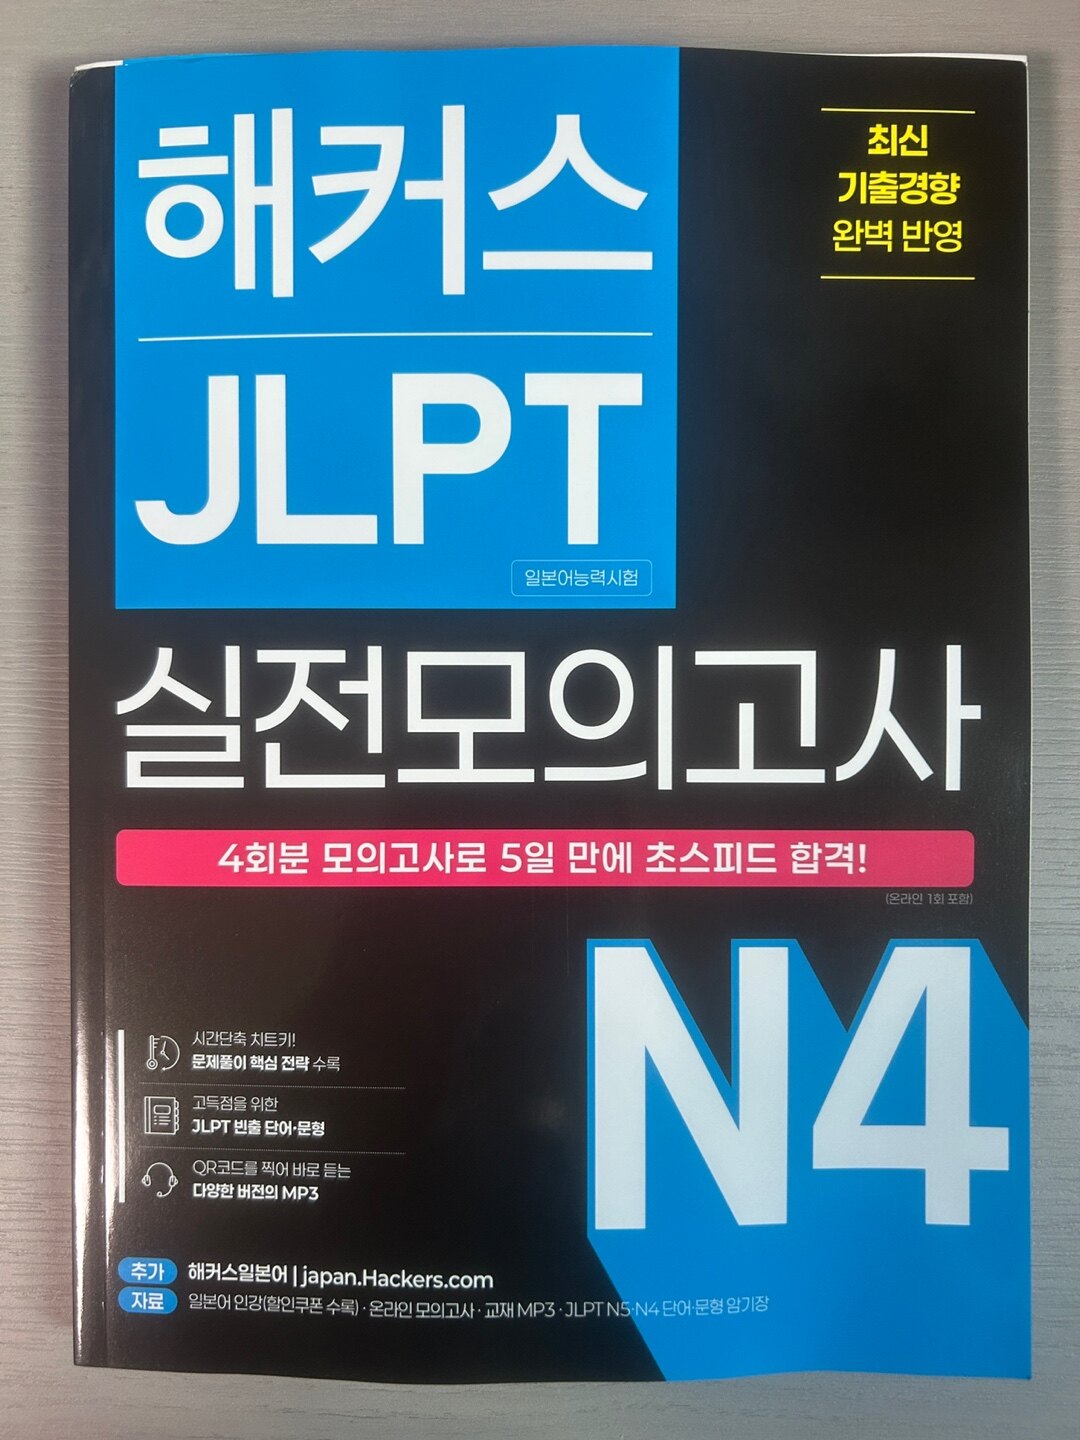 해커스
JLPT
일본어능력시험
최신
기출경향
완벽 반영
실전모의고사
4회분 모의고사로 5일 만에 초스피드 합격!
(온라인 1회 포함)
N4
시간단축 치트키!
문제풀이 핵심 전략 수록
고득점을 위한
JLPT 빈출 단어·문형
QR코드를 찍어 바로 듣는
다양한 버전의 MP3
추가
자료
해커스일본어 | japan.Hackers.com
일본어 인강(할인쿠폰 수록) · 온라인 모의고사 · 교재 MP3 · JLPT N5·N4 단어·문형 암기장